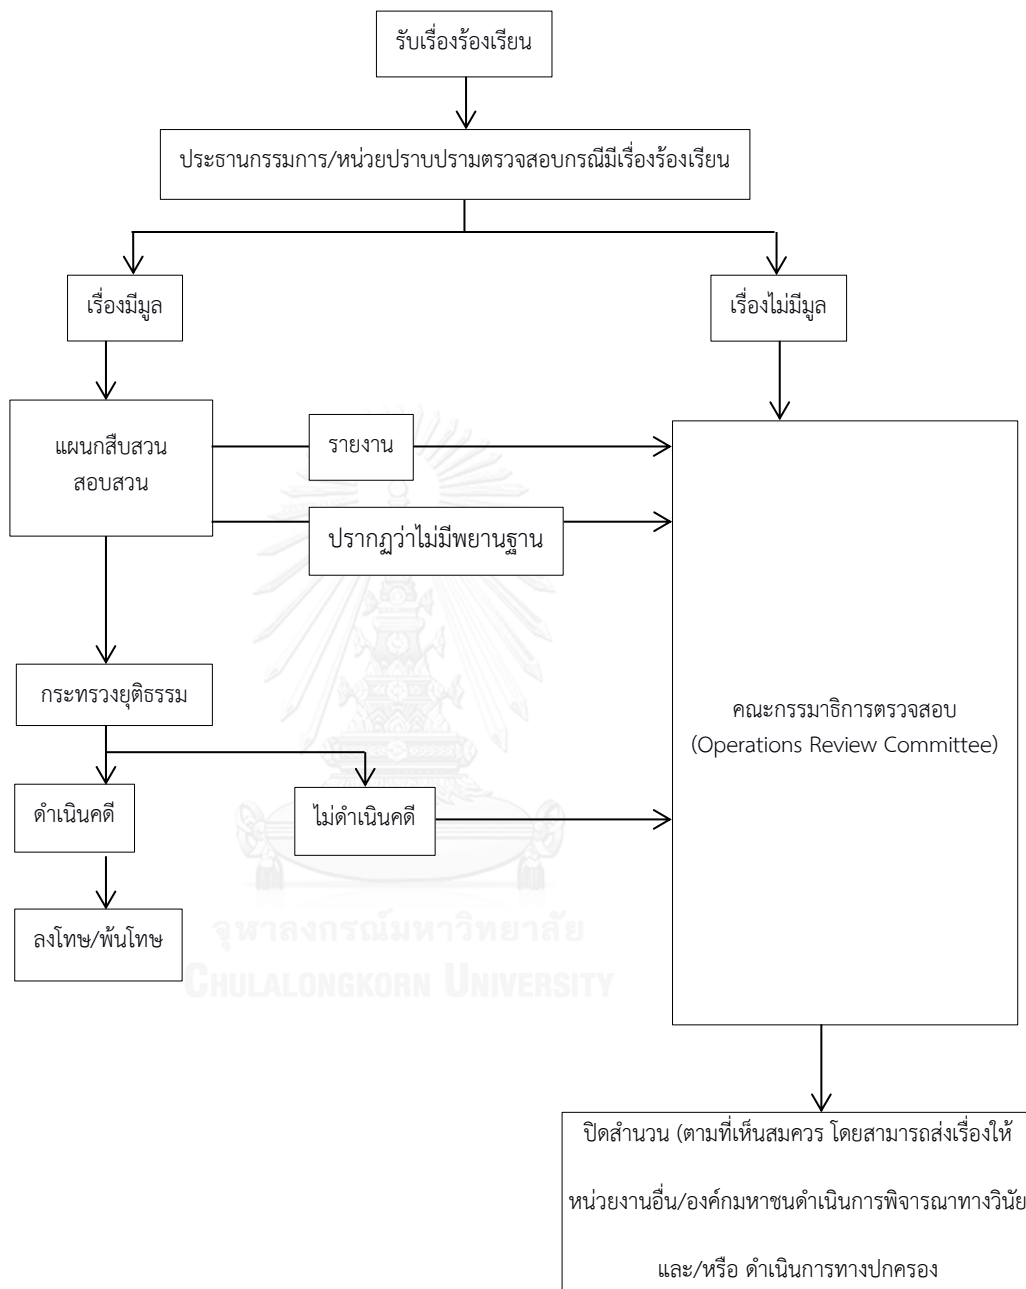 รับเรื่องร้องเรียน
ประธานกรรมการ/หน่วยปราบปรามตรวจสอบกรณีมีเรื่องร้องเรียน
เรื่องมีมูล
เรื่องไม่มีมูล
แผนกสืบสวน
สอบสวน
รายงาน
ปรากฏว่าไม่มีพยานฐาน
กระทรวงยุติธรรม
คณะกรรมาธิการตรวจสอบ
(Operations Review Committee)
ดำเนินคดี
ไม่ดำเนินคดี
ลงโทษ/พ้นโทษ
จุฬาลงกรณ์มหาวิทยาลัย
CHULALONGKORN UNIVERSITY
ปิดสำนวน (ตามที่เห็นสมควร โดยสามารถส่งเรื่องให้
หน่วยงานอื่น/องค์กมหาชนดำเนินการพิจารณาทางวินัย
และ/หรือ ดำเนินการทางปกครอง